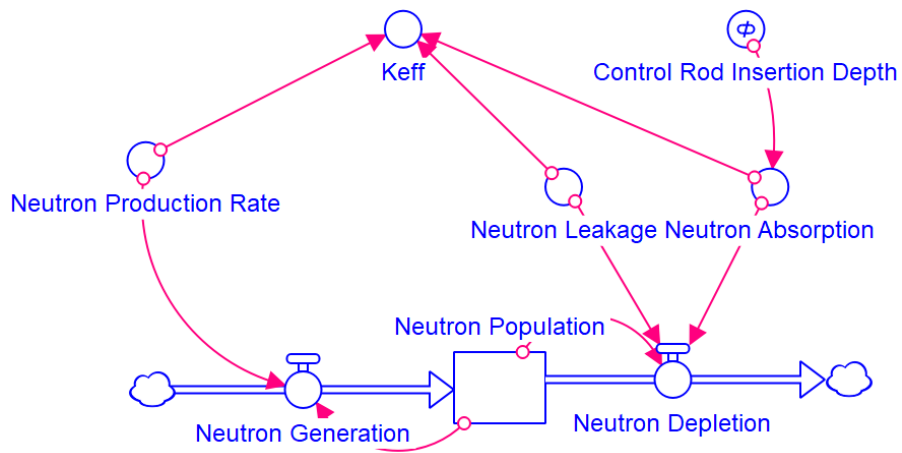 Keff
Control Rod Insertion Depth
Neutron Production Rate
Neutron Leakage
Neutron Absorption
Neutron Population
Neutron Generation
Neutron Depletion